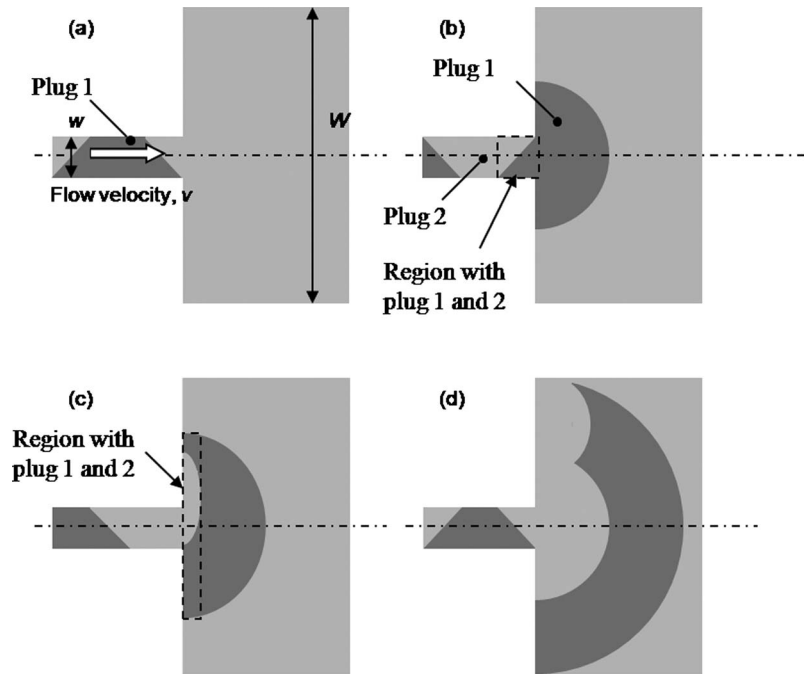 (a)
Plug 1
w
W
Flow velocity, v
(b)
Plug 1
Plug 2
Region with
plug 1 and 2
(c)
Region with
plug 1 and 2
(d)